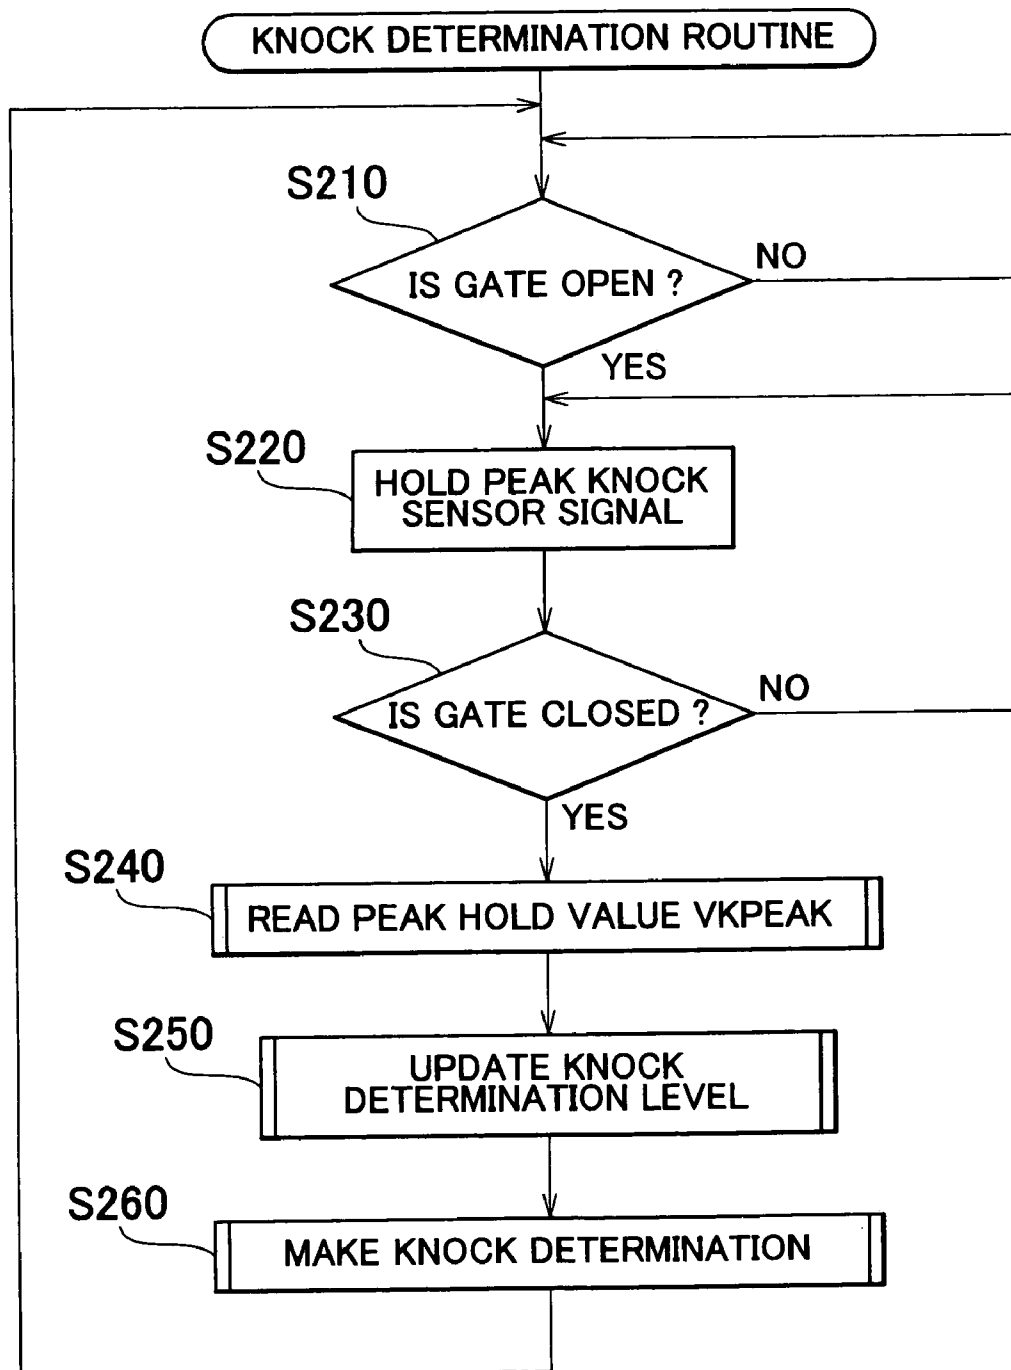 KNOCK DETERMINATION ROUTINE
S210
IS GATE OPEN ?
NO
YES
S220
HOLD PEAK KNOCK
SENSOR SIGNAL
S230
IS GATE CLOSED ?
NO
YES
S240
READ PEAK HOLD VALUE VKPEAK
S250
UPDATE KNOCK
DETERMINATION LEVEL
S260
MAKE KNOCK DETERMINATION